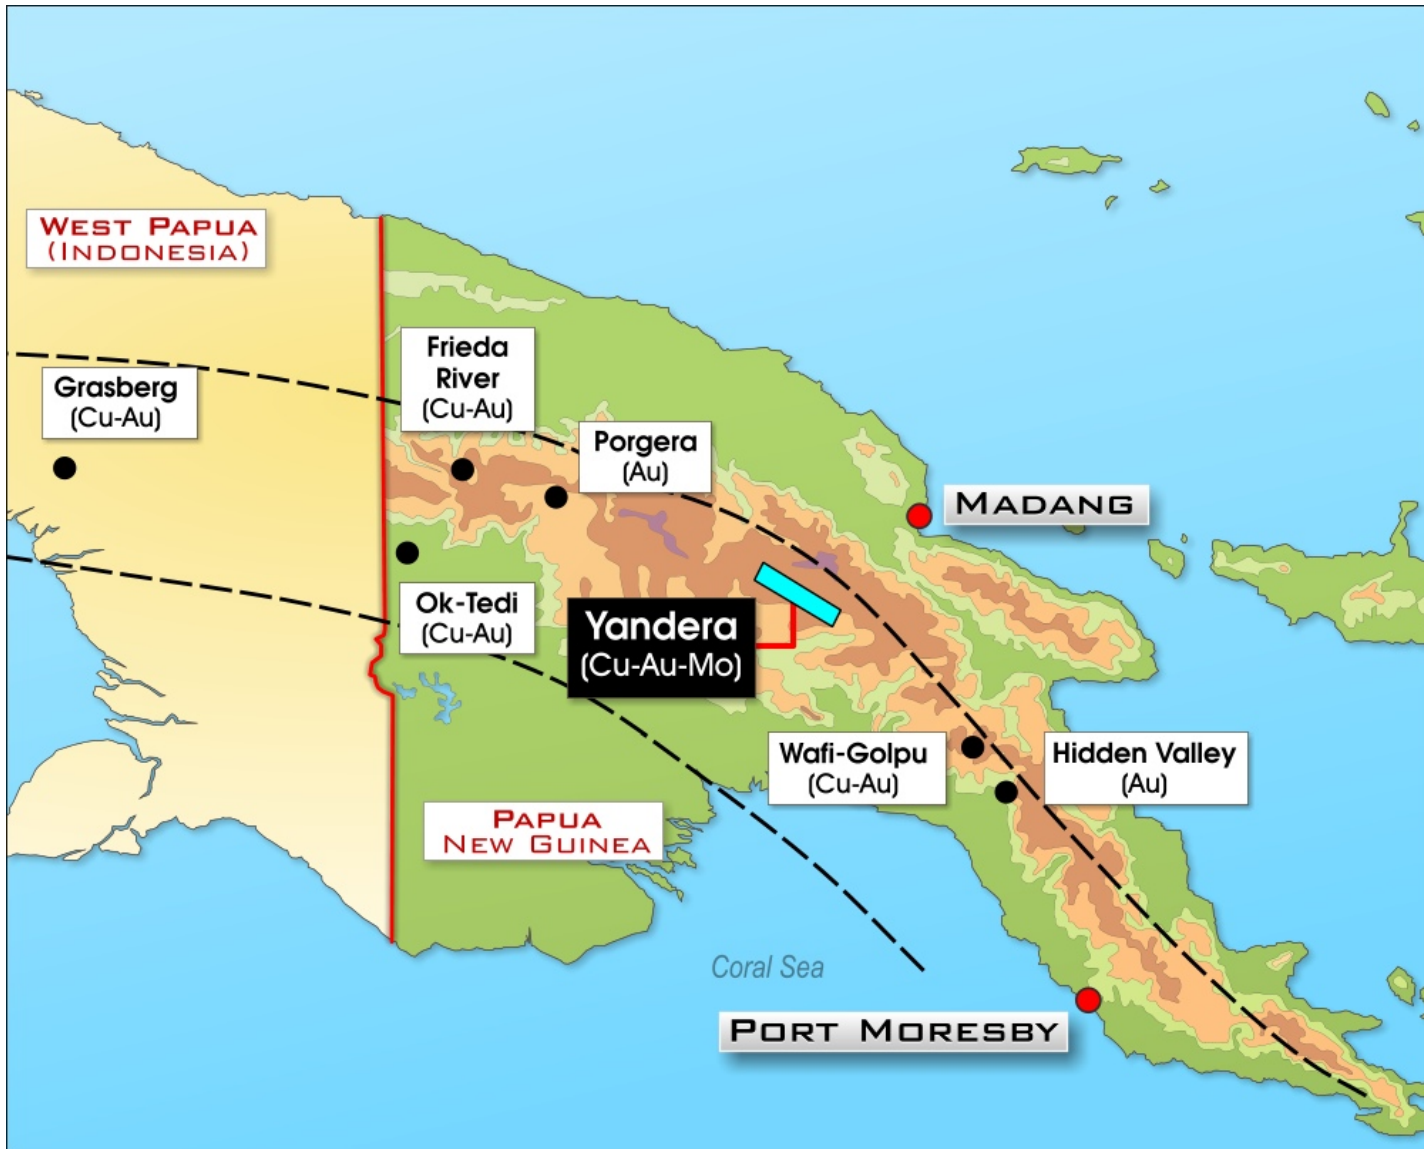 WEST PAPUA
(INDONESIA)
Grasberg
(Cu-Au)
Frieda
River
(Cu-Au)
Porgera
(Au)
MADANG
Ok-Tedi
(Cu-Au)
Yandera
(Cu-Au-Mo)
Wafi-Golpu
(Cu-Au)
Hidden Valley
(Au)
PAPUA
NEW GUINEA
Coral Sea
PORT MORESBY